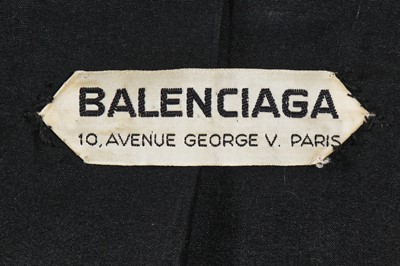 BALENCIAGA
10, AVENUE GEORGE V. PARIS